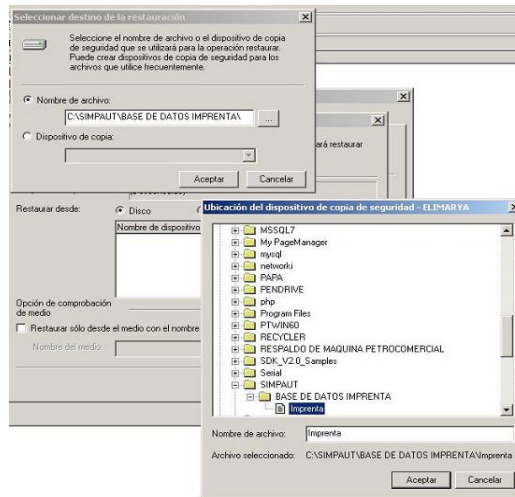 Seleccionar destino de la restauración
Seleccione el nombre de archivo o el dispositivo de copia
de seguridad que se utilizará para la operación restaurar.
Puede crear dispositivos de copia de seguridad para los
archivos que utilice frecuentemente.
Nombre de archivo:
C:\SIMPAUT\BASE DE DATOS IMPRENTA\
...
Dispositivo de copia:
Aceptar
Cancelar
ará restaurar
Restaurar desde:
Disco
Nombre de dispositivo
Opción de comprobación
de medio
Restaurar sólo desde el medio con el nombre
Nombre del medio:
Ubicación del dispositivo de copia de seguridad - ELIMARYA
MSSQL7
My PageManager
mysql
networki
PAPA
PENDRIVE
php
Program Files
PTWIN60
RECYCLER
RESPALDO DE MAQUINA PETROCOMERCIAL
SDK_V2.0_Samples
Serial
SIMPAUT
BASE DE DATOS IMPRENTA
Imprenta
Nombre de archivo:
Imprenta
Archivo seleccionado:
C:\SIMPAUT\BASE DE DATOS IMPRENTA\Imprenta
Aceptar
Cancelar